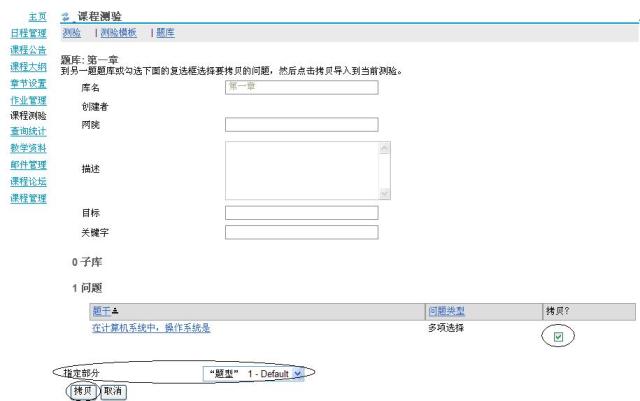 主页
日程管理
课程公告
课程大纲
章节设置
作业管理
课程测验
查询统计
教学资料
邮件管理
课程论坛
课程管理
课程测验
测验 | 测验模板 | 题库
题库: 第一章
到另一题题库或勾选下面的复选框选择要拷贝的问题，然后点击拷贝导入到当前测验。
库名 第一章
创建者
网院
描述
目标
关键字
0 子库
1 问题
题干 问题类型 拷贝?
在计算机系统中，操作系统是 多项选择
指定部分 “题型” 1 - Default
拷贝 取消